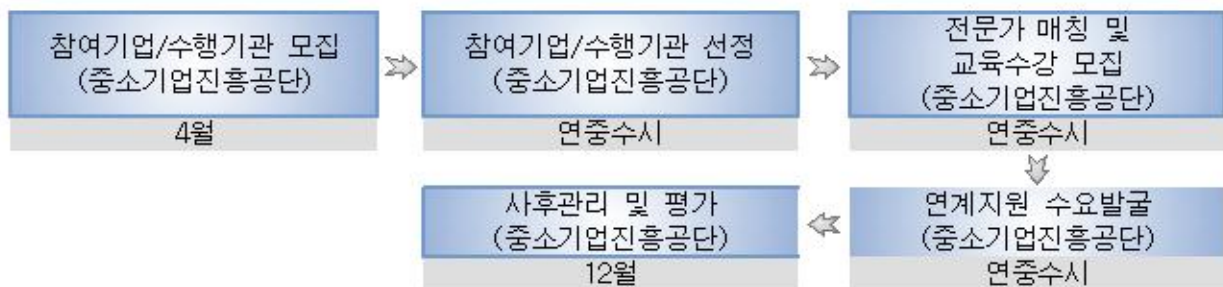 참여기업/수행기관 모집
(중소기업진흥공단)
4월
참여기업/수행기관 선정
(중소기업진흥공단)
연중수시
전문가 매칭 및
교육수강 모집
(중소기업진흥공단)
연중수시
연계지원 수요발굴
(중소기업진흥공단)
연중수시
사후관리 및 평가
(중소기업진흥공단)
12월